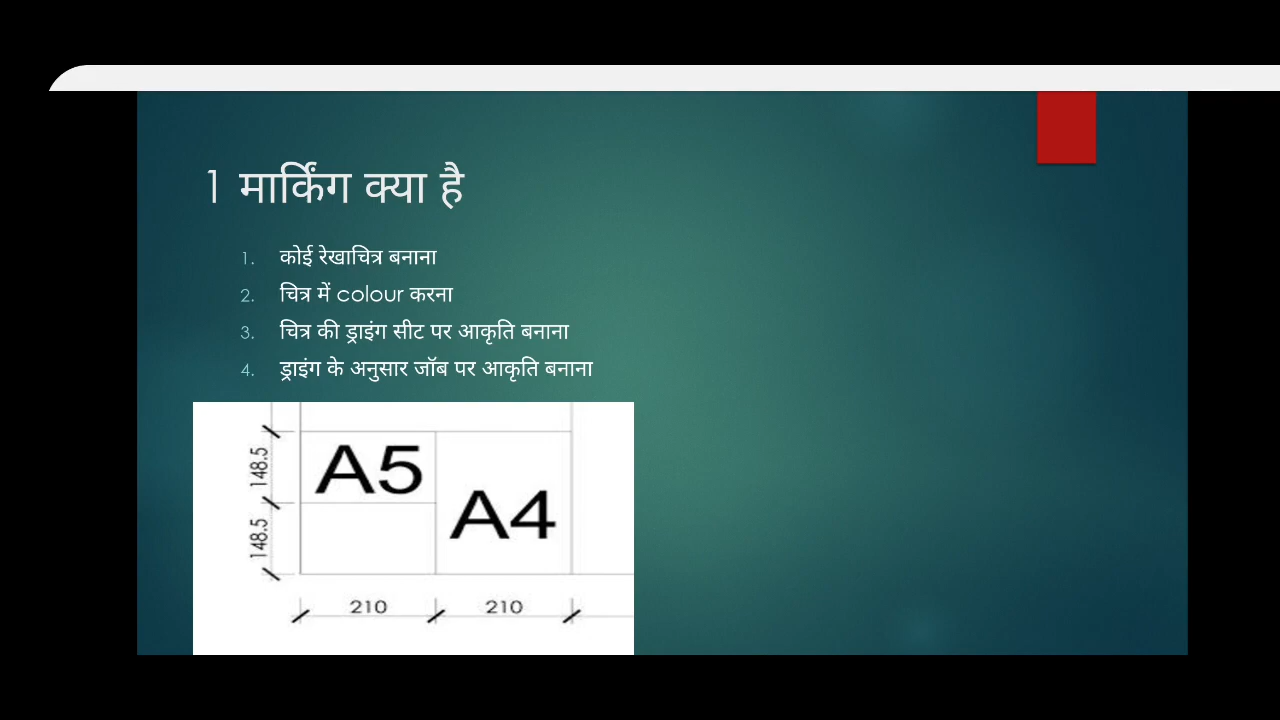 1 मार्किंग क्या है
1. कोई रेखाचित्र बनाना
2. चित्र में colour करना
3. चित्र की ड्राइंग सीट पर आकृति बनाना
4. ड्राइंग के अनुसार जॉब पर आकृति बनाना
148.5
A5
A4
148.5
210 210